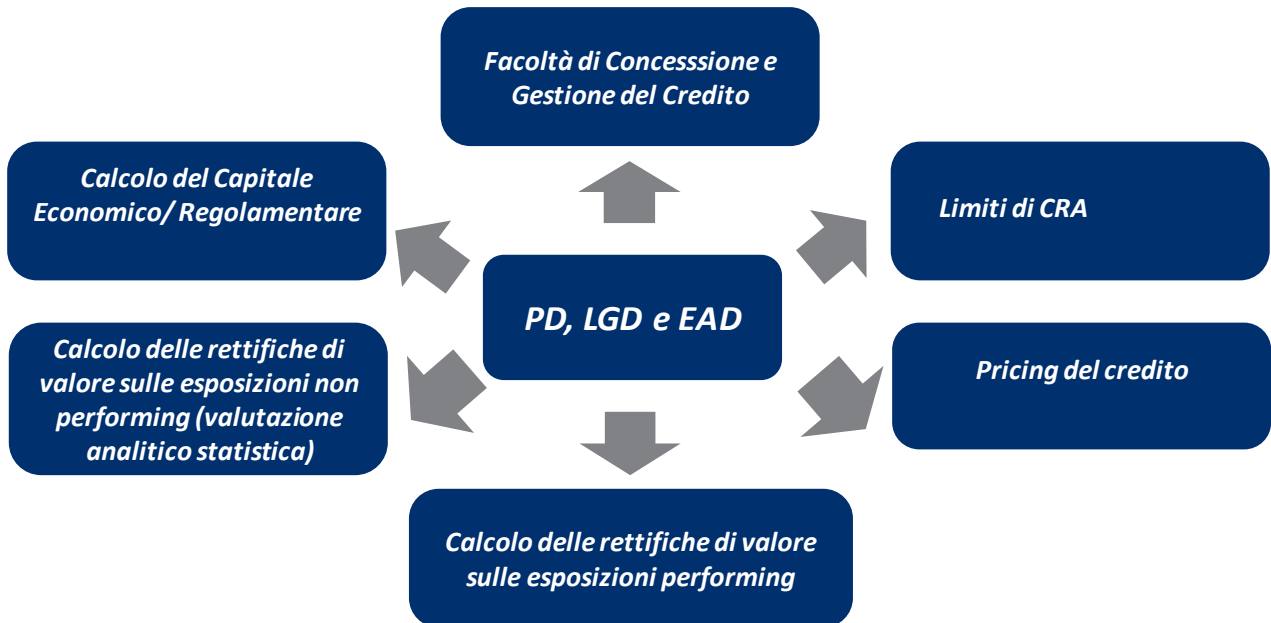 Facoltà di Concesssione e
Gestione del Credito
Calcolo del Capitale
Economico/ Regolamentare
Limiti di CRA
PD, LGD e EAD
Calcolo delle rettifiche di
valore sulle esposizioni non
performing (valutazione
analitico statistica)
Pricing del credito
Calcolo delle rettifiche di valore
sulle esposizioni performing